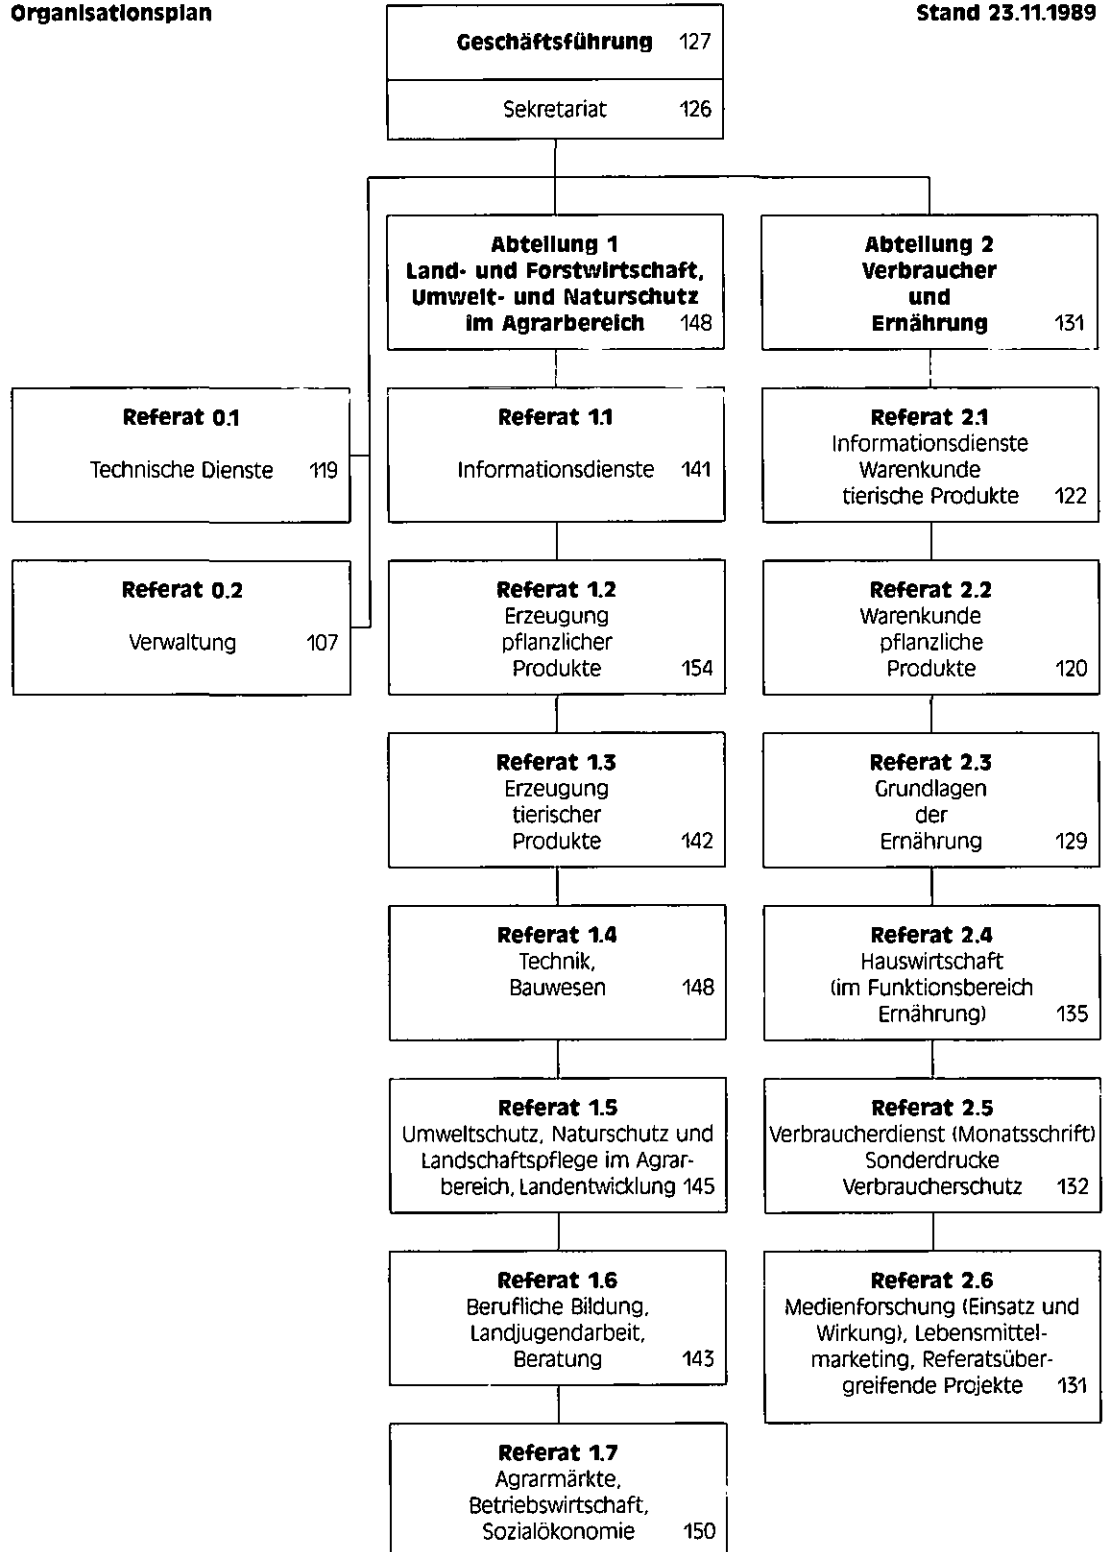 Organisationsplan
Stand 23.11.1989
Geschäftsführung 127
Sekretariat 126
Abteilung 1
Land- und Forstwirtschaft,
Umwelt- und Naturschutz
im Agrarbereich 148
Abteilung 2
Verbraucher
und
Ernährung 131
Referat 0.1
Technische Dienste 119
Referat 0.2
Verwaltung 107
Referat 1.1
Informationsdienste 141
Referat 1.2
Erzeugung
pflanzlicher
Produkte 154
Referat 1.3
Erzeugung
tierischer
Produkte 142
Referat 1.4
Technik,
Bauwesen 148
Referat 1.5
Umweltschutz, Naturschutz und
Landschaftspflege im Agrar-
bereich, Landentwicklung 145
Referat 1.6
Berufliche Bildung,
Landjugendarbeit,
Beratung 143
Referat 1.7
Agrarmärkte,
Betriebswirtschaft,
Sozialökonomie 150
Referat 2.1
Informationsdienste
Warenkunde
tierische Produkte 122
Referat 2.2
Warenkunde
pflanzliche
Produkte 120
Referat 2.3
Grundlagen
der
Ernährung 129
Referat 2.4
Hauswirtschaft
(im Funktionsbereich
Ernährung) 135
Referat 2.5
Verbraucherdienst (Monatsschrift)
Sonderdrucke
Verbraucherschutz 132
Referat 2.6
Medienforschung (Einsatz und
Wirkung), Lebensmittel-
marketing, Referatsüber-
greifende Projekte 131